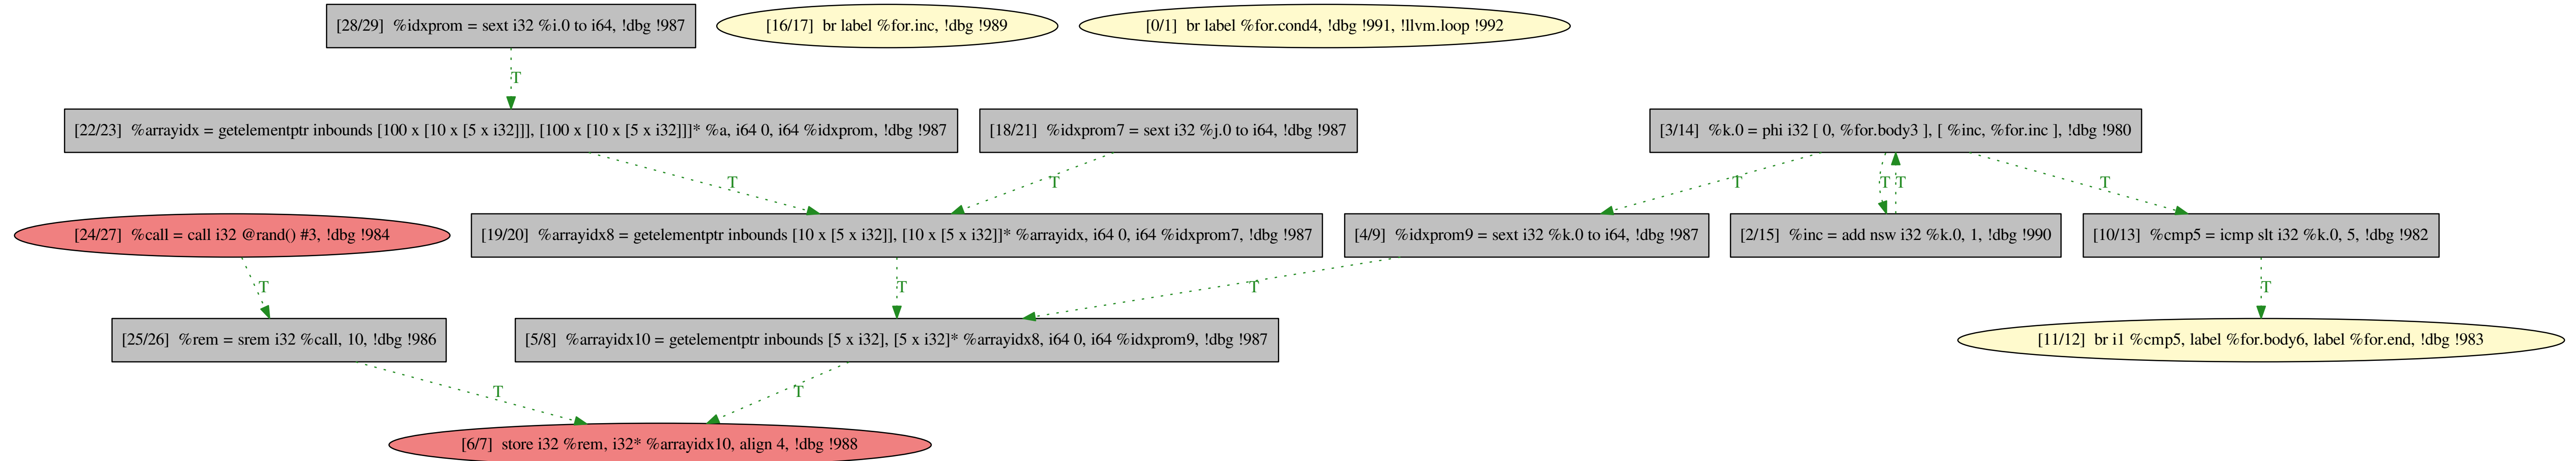 [28/29]  %idxprom = sext i32 %i.0 to i64, !dbg !987
[16/17]  br label %for.inc, !dbg !989
[0/1]  br label %for.cond4, !dbg !991, !llvm.loop !992
T
[22/23]  %arrayidx = getelementptr inbounds [100 x [10 x [5 x i32]]], [100 x [10 x [5 x i32]]]* %a, i64 0, i64 %idxprom, !dbg !987
[18/21]  %idxprom7 = sext i32 %j.0 to i64, !dbg !987
[3/14]  %k.0 = phi i32 [ 0, %for.body3 ], [ %inc, %for.inc ], !dbg !980
T
T
T
T
T
T
[24/27]  %call = call i32 @rand() #3, !dbg !984
[19/20]  %arrayidx8 = getelementptr inbounds [10 x [5 x i32]], [10 x [5 x i32]]* %arrayidx, i64 0, i64 %idxprom7, !dbg !987
[4/9]  %idxprom9 = sext i32 %k.0 to i64, !dbg !987
[2/15]  %inc = add nsw i32 %k.0, 1, !dbg !990
[10/13]  %cmp5 = icmp slt i32 %k.0, 5, !dbg !982
T
T
T
T
[25/26]  %rem = srem i32 %call, 10, !dbg !986
[5/8]  %arrayidx10 = getelementptr inbounds [5 x i32], [5 x i32]* %arrayidx8, i64 0, i64 %idxprom9, !dbg !987
[11/12]  br i1 %cmp5, label %for.body6, label %for.end, !dbg !983
T
T
[6/7]  store i32 %rem, i32* %arrayidx10, align 4, !dbg !988